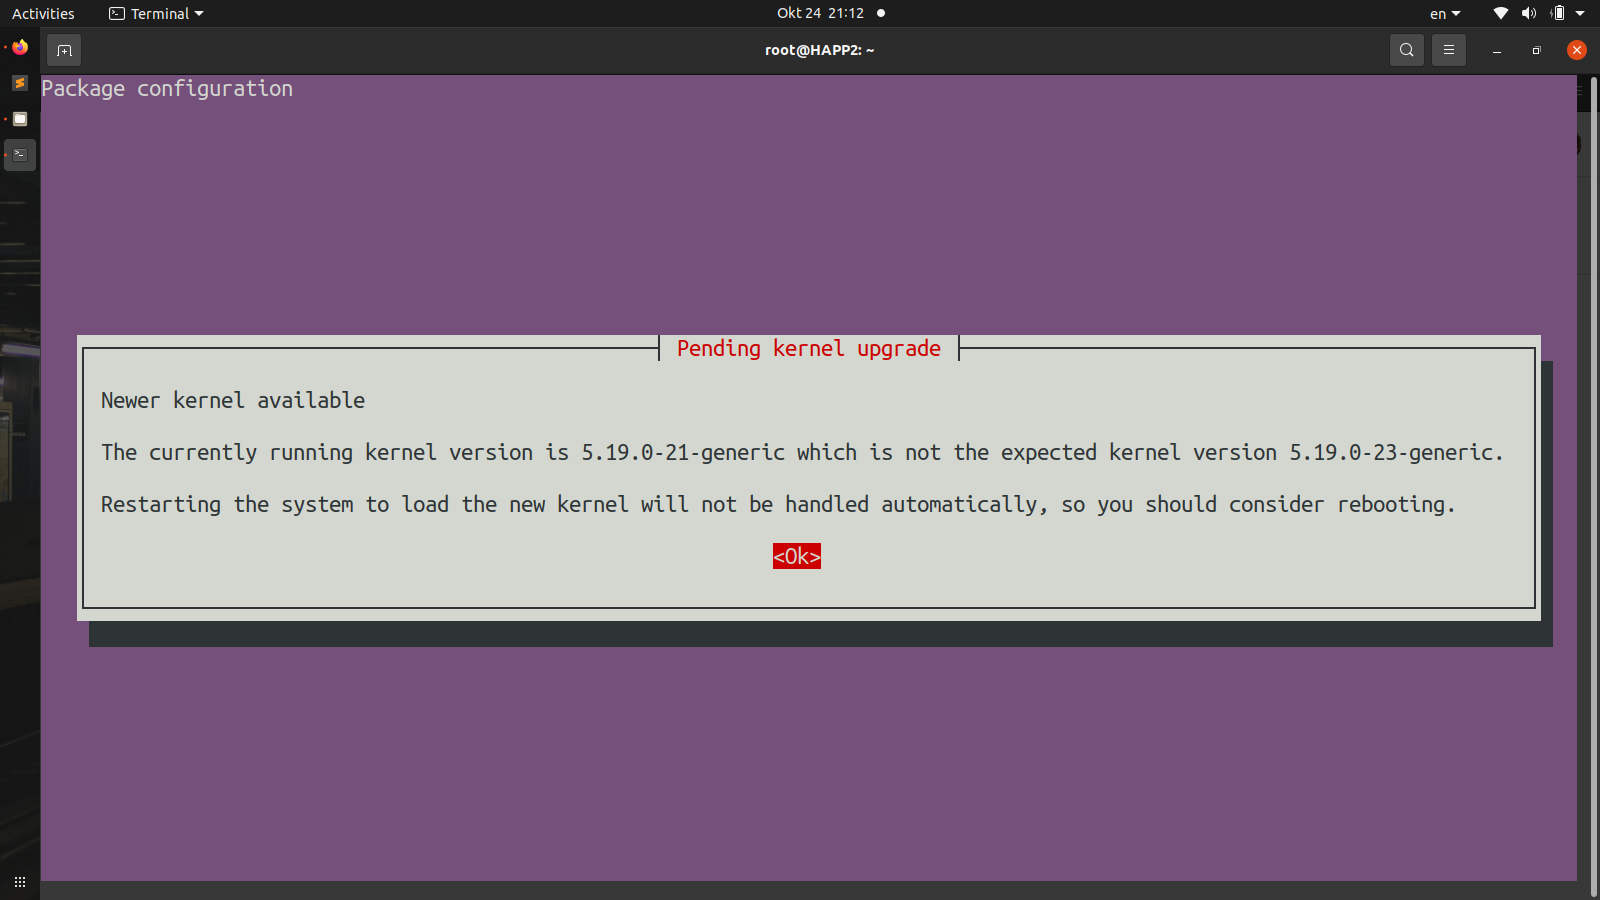 Activities
Terminal
Okt 24 21:12
en
root@HAPP2: ~
Package configuration
Pending kernel upgrade
Newer kernel available
The currently running kernel version is 5.19.0-21-generic which is not the expected kernel version 5.19.0-23-generic.
Restarting the system to load the new kernel will not be handled automatically, so you should consider rebooting.
<Ok>